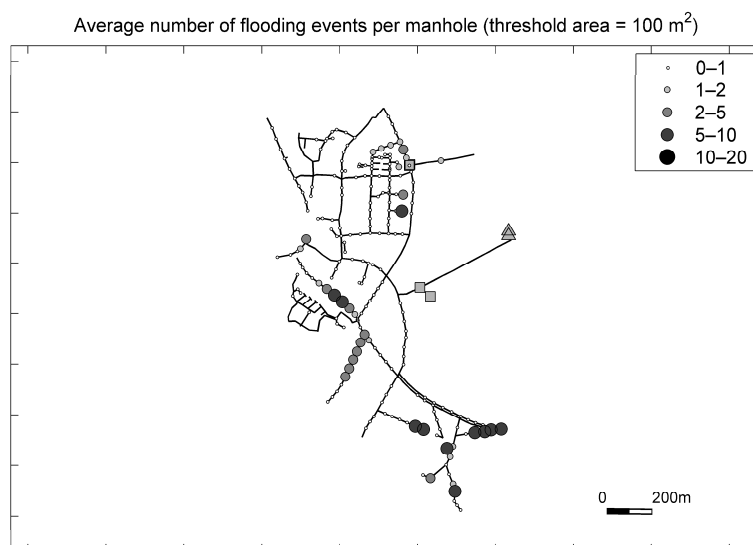 Average number of flooding events per manhole (threshold area = 100 m²)
0–1
1–2
2–5
5–10
10–20
0 200m